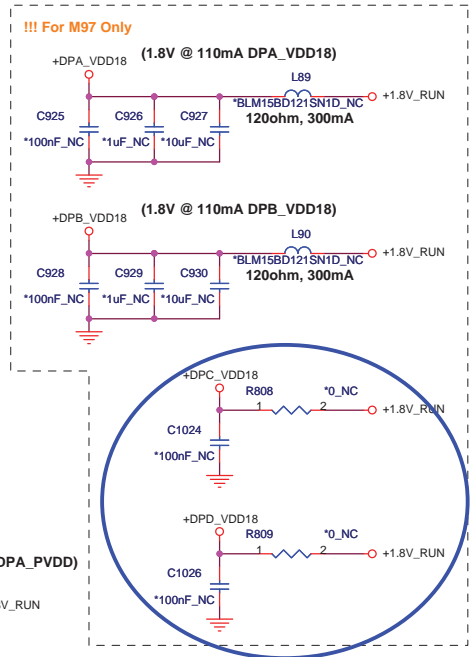 !!! For M97 Only
(1.8V @ 110mA DPA_VDD18)
+DPA_VDD18
L89
+1.8V_RUN
*BLM15BD121SN1D_NC
120ohm, 300mA
C925
C926
C927
*100nF_NC
*1uF_NC
*10uF_NC
(1.8V @ 110mA DPB_VDD18)
+DPB_VDD18
L90
+1.8V_RUN
*BLM15BD121SN1D_NC
120ohm, 300mA
C928
C929
C930
*100nF_NC
*1uF_NC
*10uF_NC
+DPC_VDD18
R808
*0_NC
1
2
+1.8V_RUN
C1024
*100nF_NC
+DPD_VDD18
R809
*0_NC
1
2
+1.8V_RUN
C1026
*100nF_NC
DPA_PVDD)
V_RUN